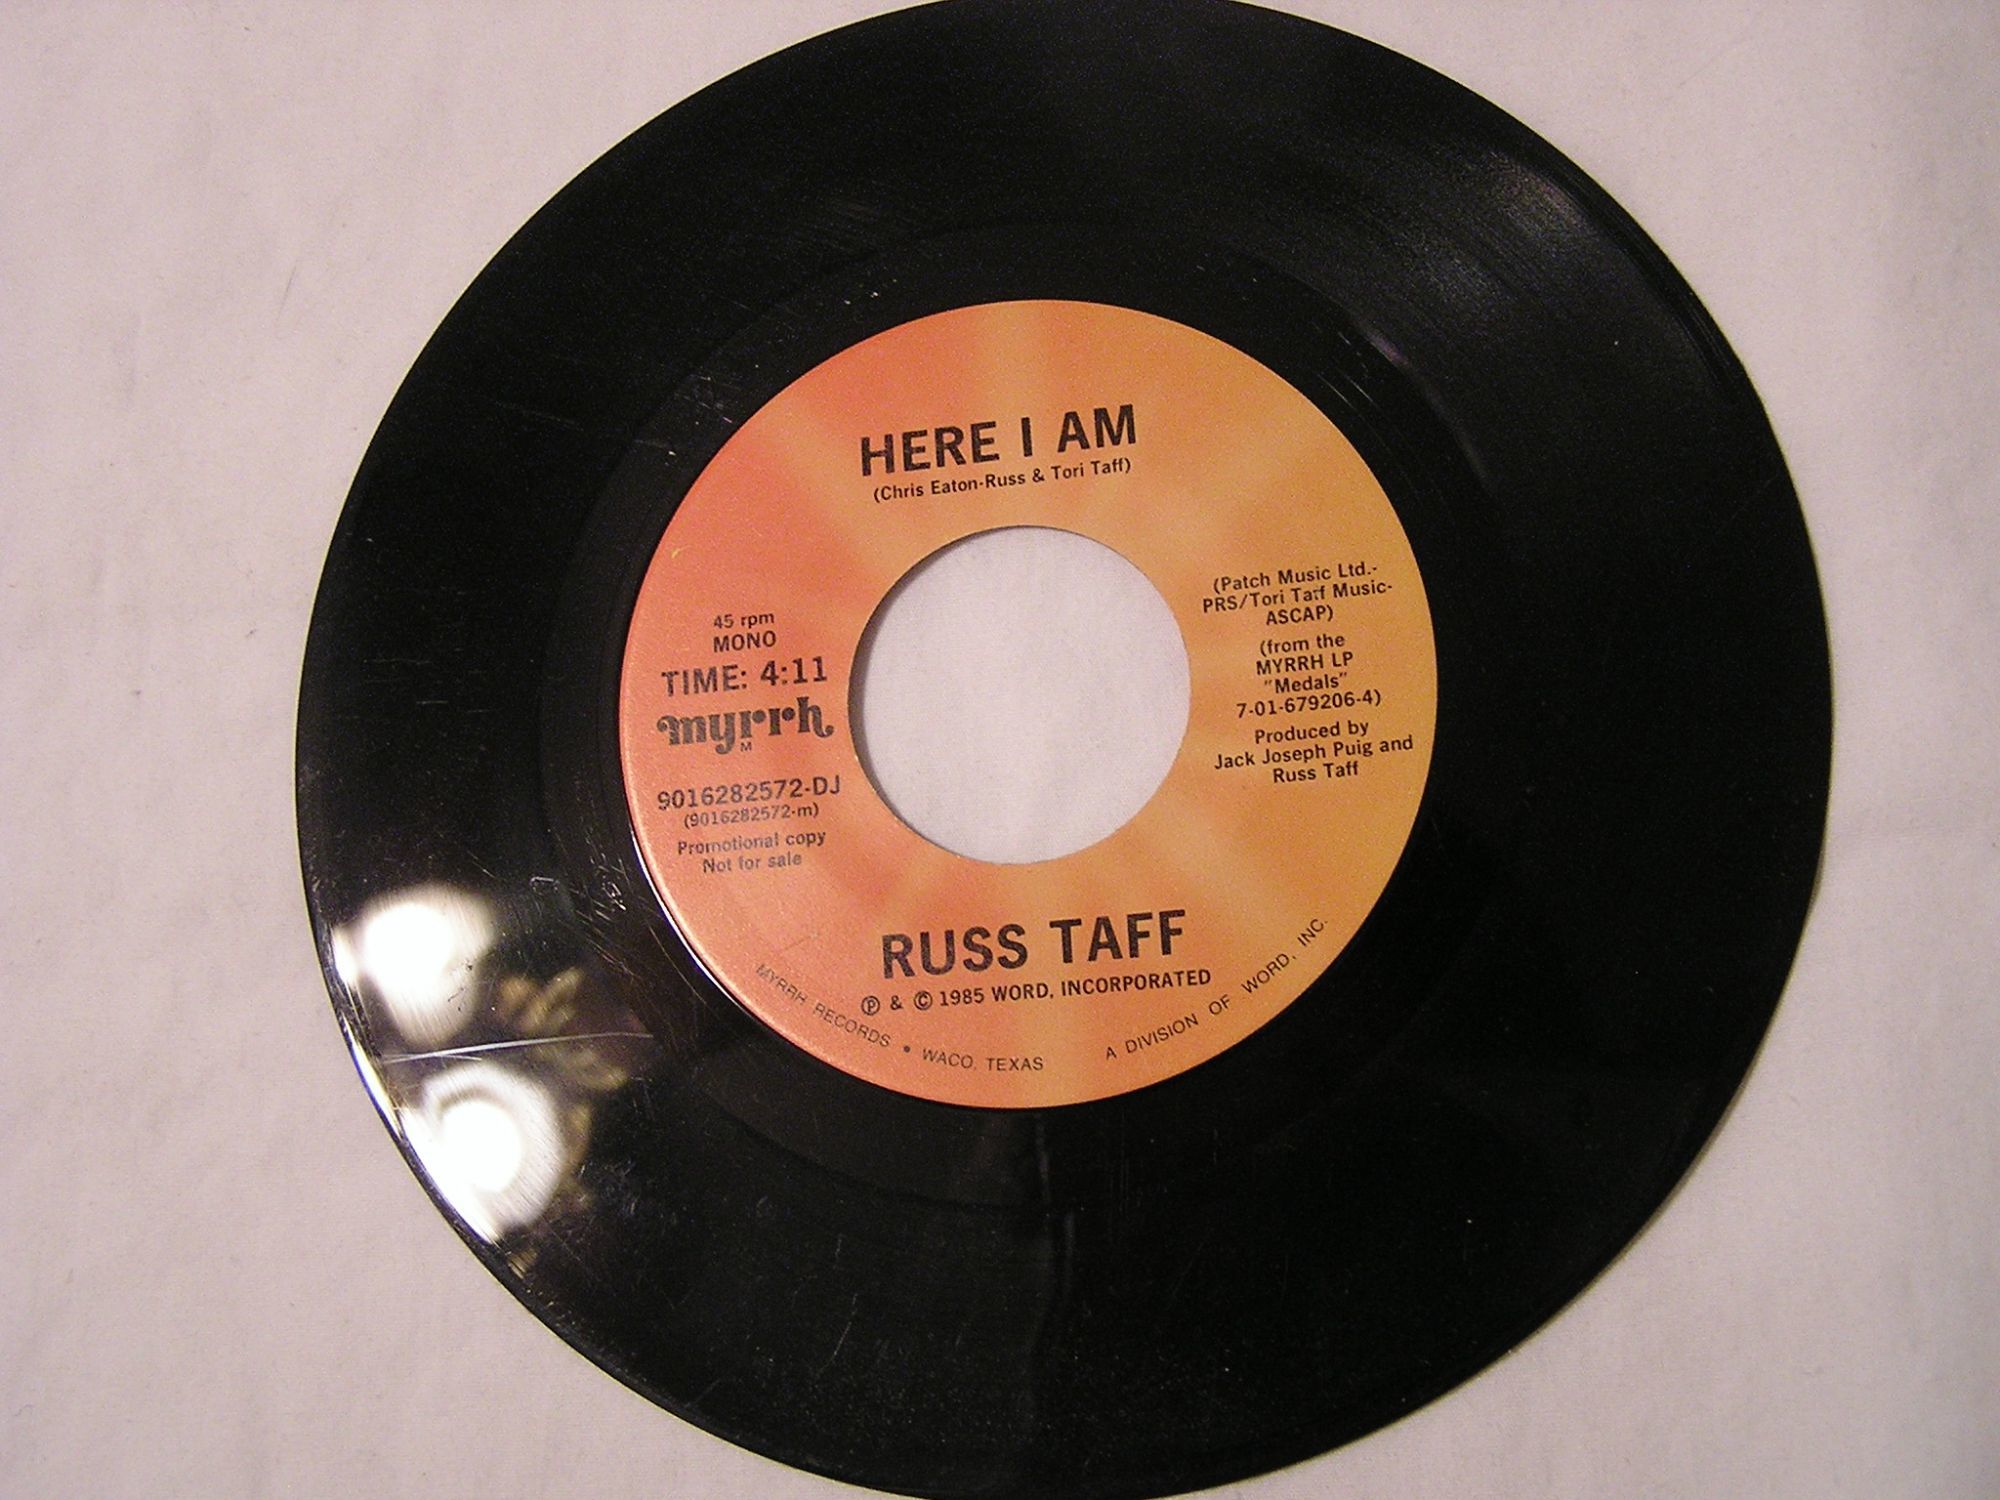 HERE I AM
(Chris Eaton-Russ & Tori Taff)
45 rpm
MONO
TIME: 4:11
myrrh
M
9016282572-DJ
(9016282572-m)
Promotional copy
Not for sale
(Patch Music Ltd.-
PRS/Tori Taff Music-
ASCAP)
(from the
MYRRH LP
"Medals"
7-01-679206-4)
Produced by
Jack Joseph Puig and
Russ Taff
RUSS TAFF
℗ & © 1985 WORD, INCORPORATED
MYRRH RECORDS • WACO, TEXAS A DIVISION OF WORD, INC.